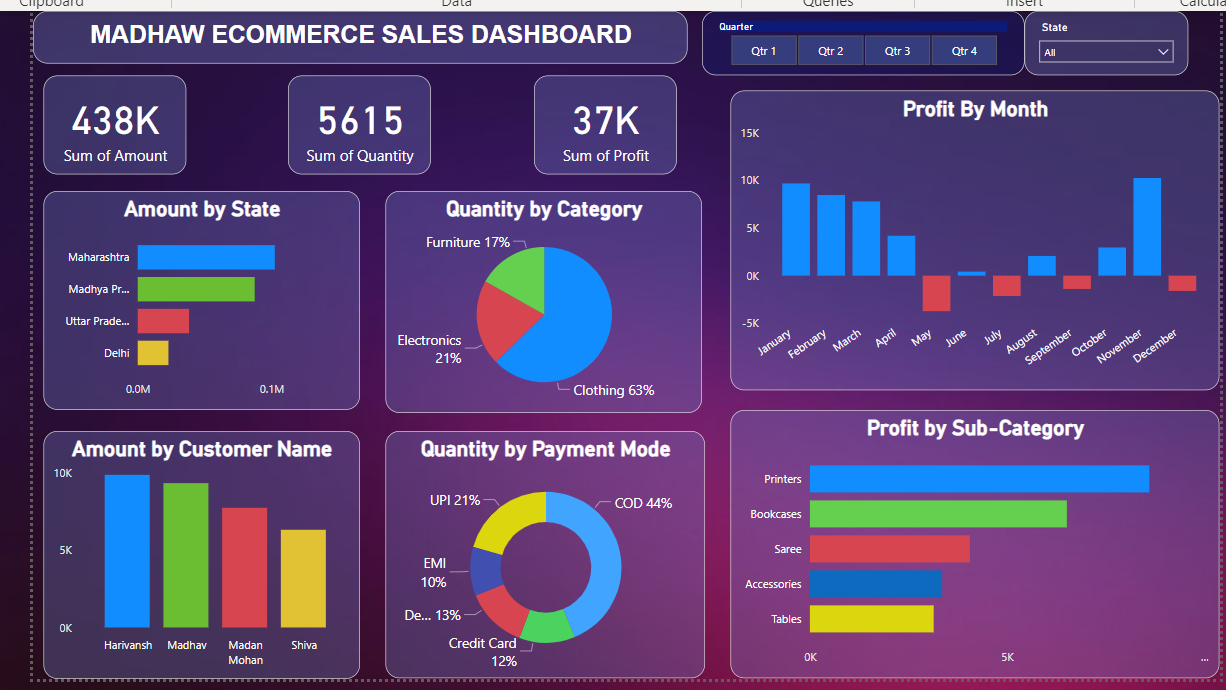 Clipboard
Data
Queries
Insert
Calcula
MADHAW ECOMMERCE SALES DASHBOARD
Quarter
Qtr 1
Qtr 2
Qtr 3
Qtr 4
State
All
438K
Sum of Amount
5615
Sum of Quantity
37K
Sum of Profit
Profit By Month
15K
10K
5K
0K
-5K
January
February
March
April
May
June
July
August
September
October
November
December
Amount by State
Maharashtra
Madhya Pr...
Uttar Prade...
Delhi
0.0M
0.1M
Quantity by Category
Furniture 17%
Electronics
21%
Clothing 63%
Amount by Customer Name
10K
5K
0K
Harivansh
Madhav
Madan
Mohan
Shiva
Quantity by Payment Mode
UPI 21%
COD 44%
EMI
10%
De... 13%
Credit Card
12%
Profit by Sub-Category
Printers
Bookcases
Saree
Accessories
Tables
0K
5K
...